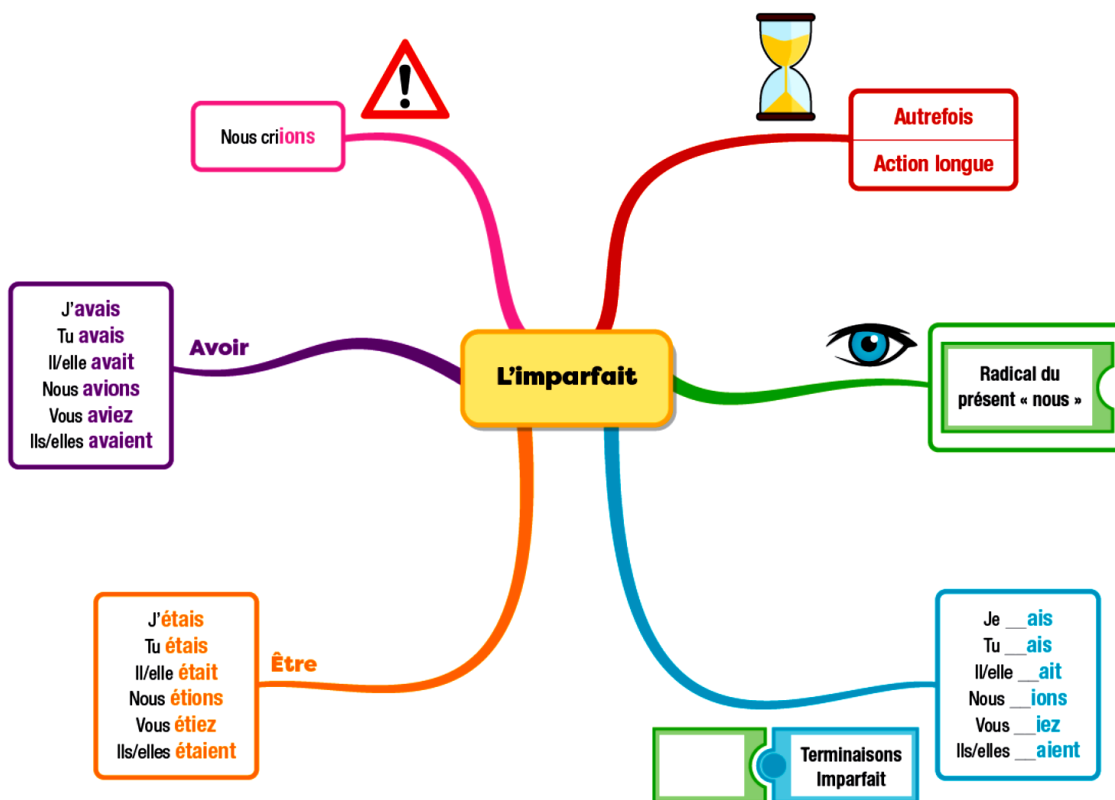 L'imparfait
Autrefois
Action longue
Radical du
présent « nous »
Je __ais
Tu __ais
Il/elle __ait
Nous __ions
Vous __iez
Ils/elles __aient
Terminaisons
Imparfait
Être
J'étais
Tu étais
Il/elle était
Nous étions
Vous étiez
Ils/elles étaient
Avoir
J'avais
Tu avais
Il/elle avait
Nous avions
Vous aviez
Ils/elles avaient
Nous criions
!